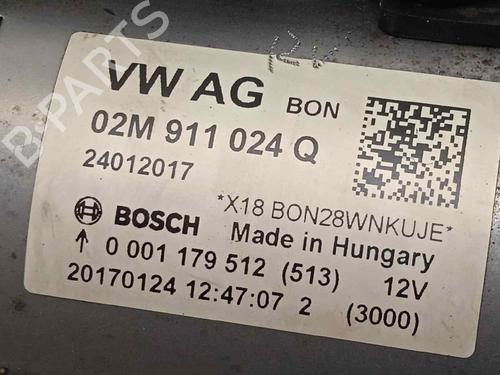 VW AG BON
02M 911 024 Q
24012017
*X18 BON28WNKUJE*
BOSCH Made in Hungary
↑ 0 001 179 512 (513) 12V
20170124 12:47:07 2 (3000)
B-PARTS